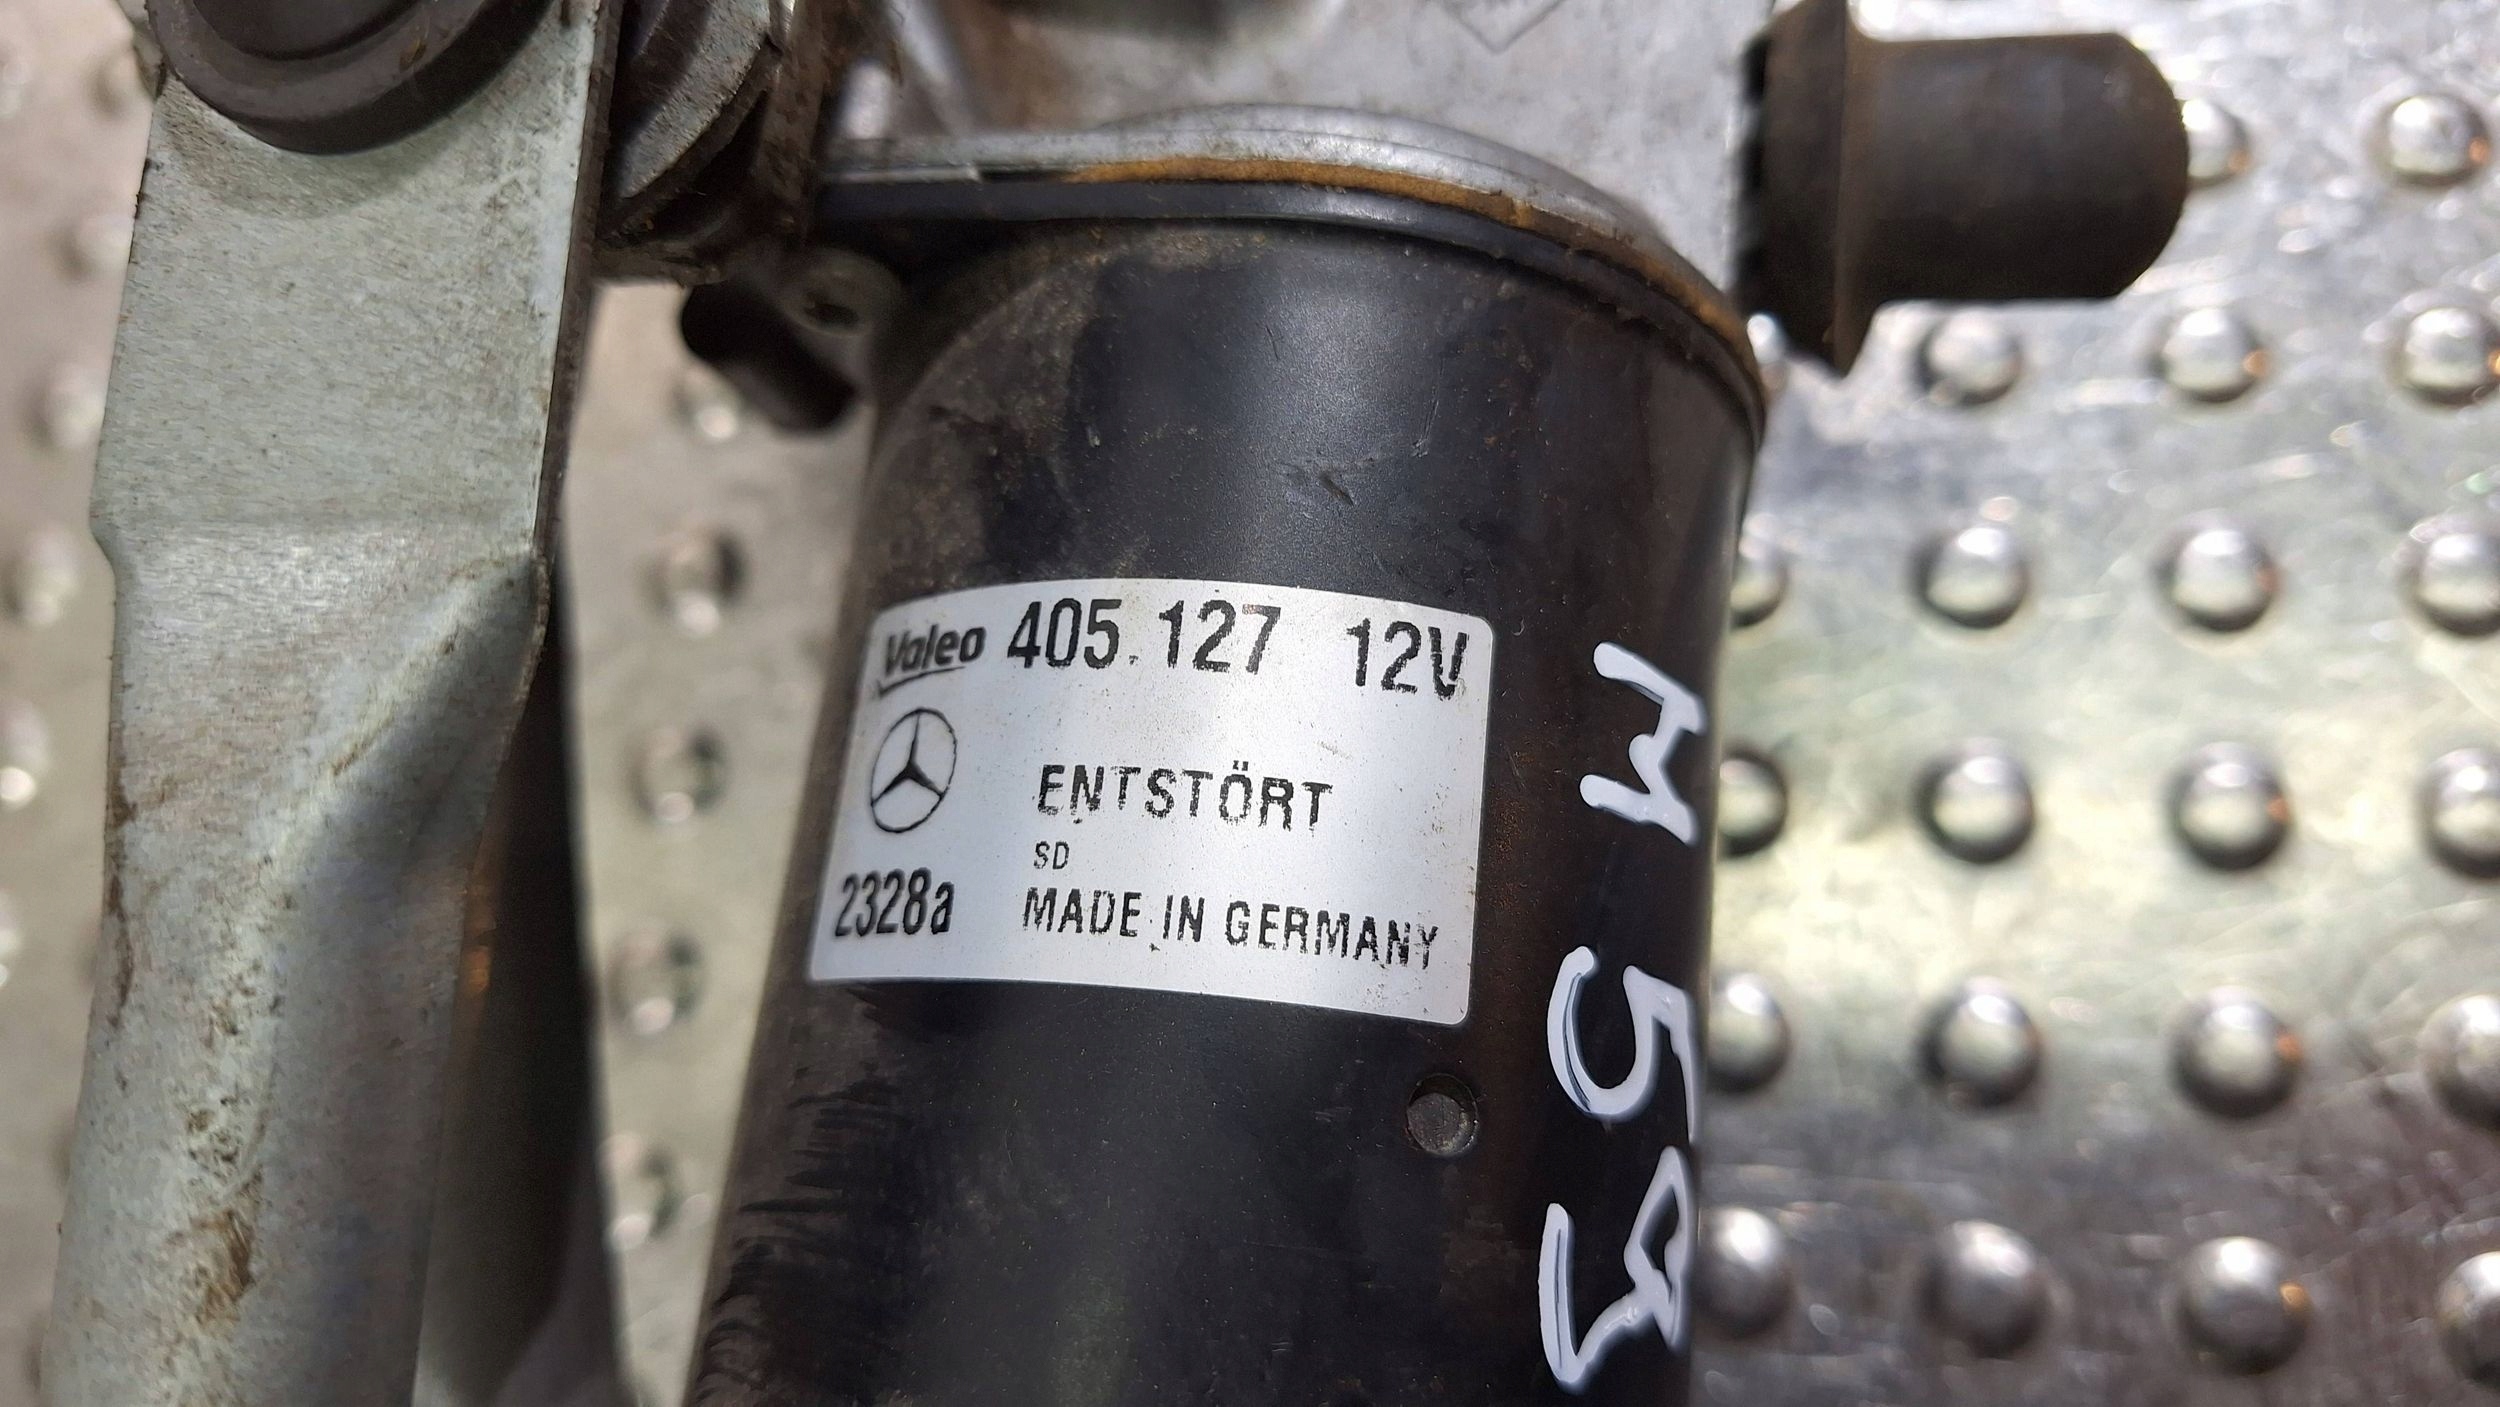 Valeo 405.127 12V
ENTSTÖRT
SD
2328a MADE IN GERMANY
M 59